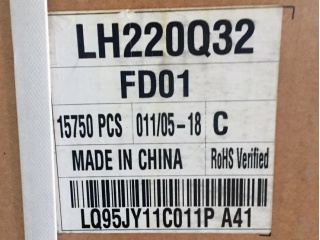 LH220Q32
FD01
15750 PCS 011/05-18 C
MADE IN CHINA RoHS Verified
LQ95JY11C011P A41